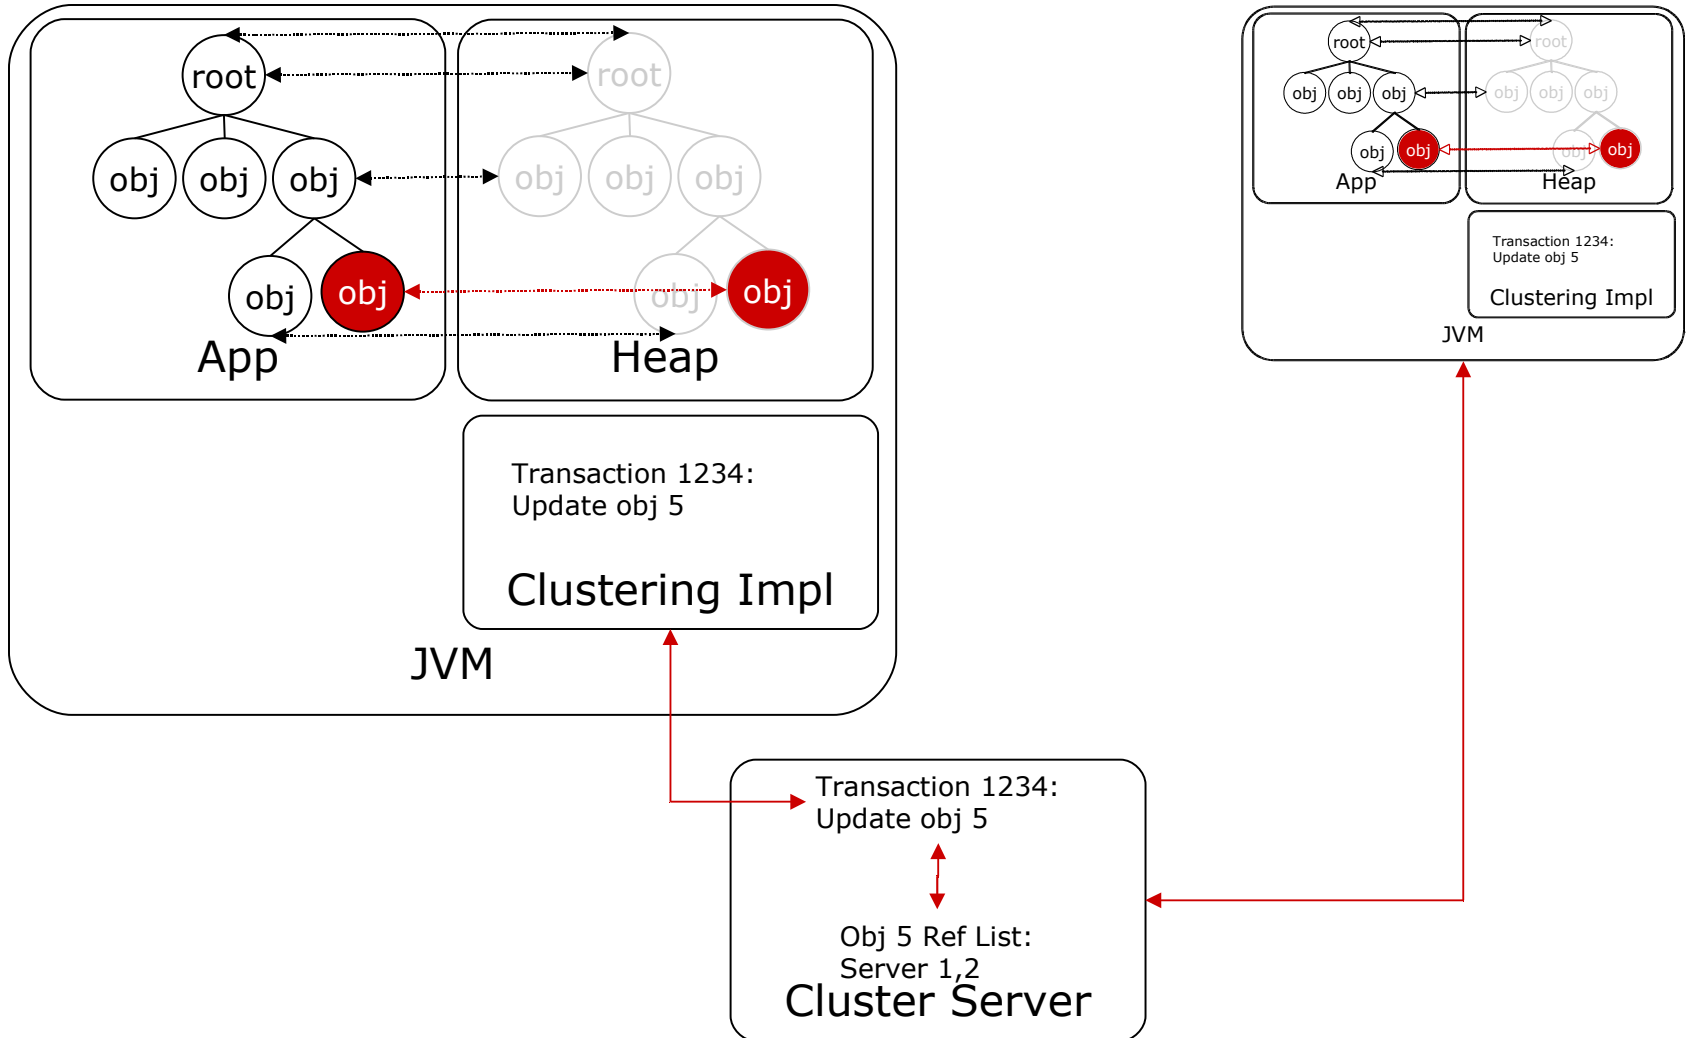 root
root
obj
obj
obj
obj
obj
obj
obj
obj
obj
obj
App
Heap
Transaction 1234:
Update obj 5
Clustering Impl
JVM
root
root
obj
obj
obj
obj
obj
obj
obj
obj
obj
obj
App
Heap
Transaction 1234:
Update obj 5
Clustering Impl
JVM
Transaction 1234:
Update obj 5
Obj 5 Ref List:
Server 1,2
Cluster Server